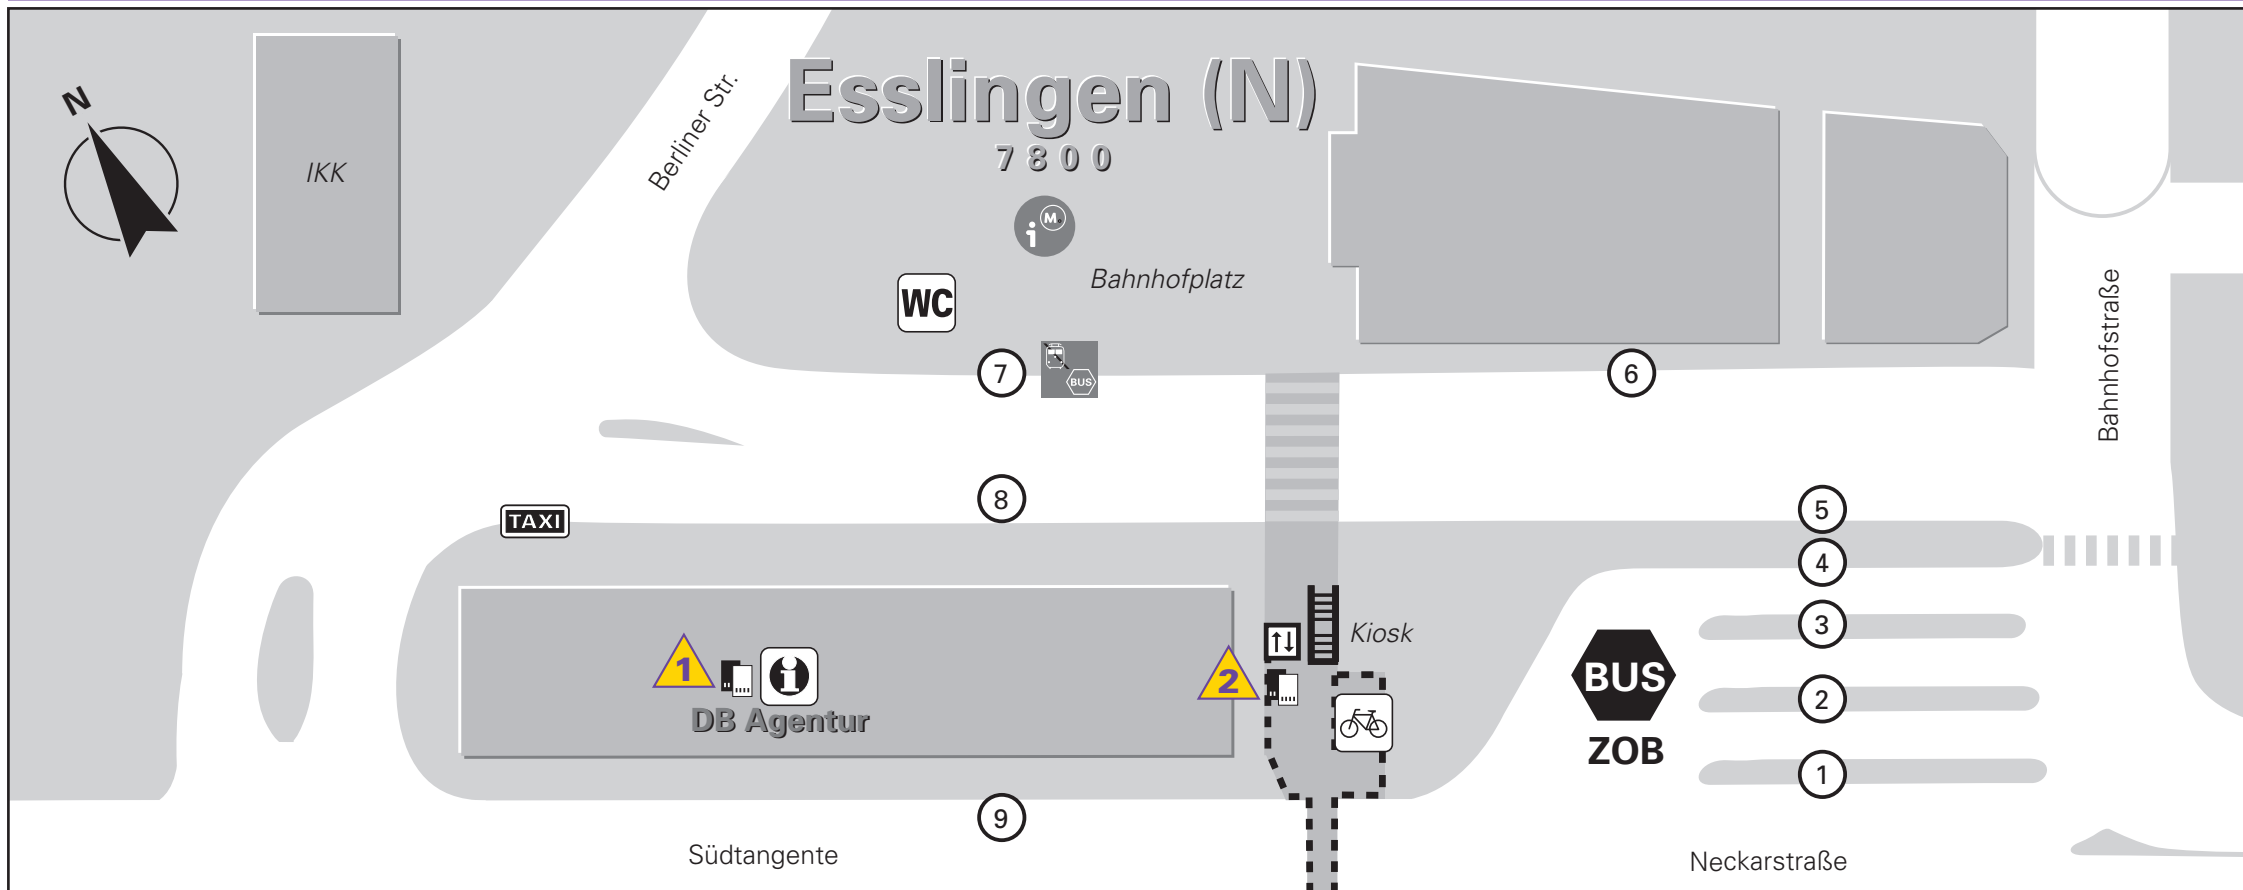 Esslingen (N)
7800
N
IKK
Berliner Str.
M.
i
Bahnhofplatz
WC
Bahnhofstraße
7
BUS
6
8
TAXI
5
4
3
2
1
BUS
ZOB
Kiosk
1
i
DB Agentur
2
9
Südtangente
Neckarstraße